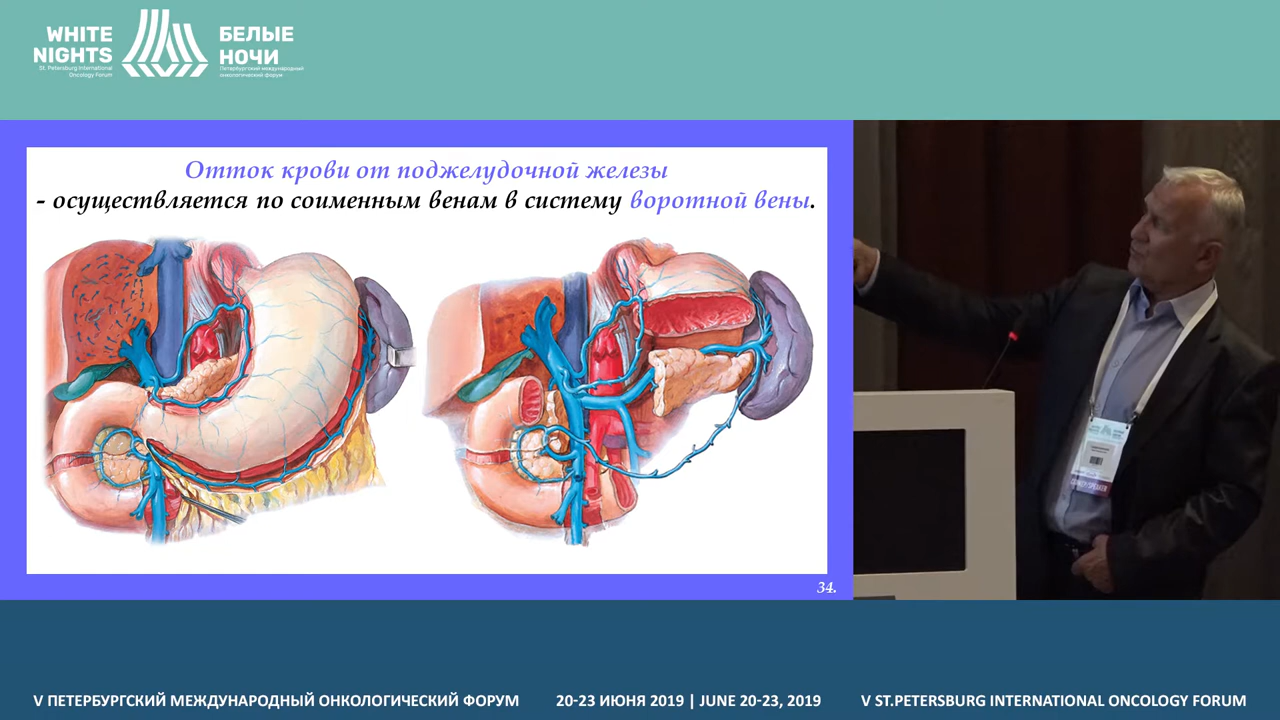 WHITE
NIGHTS
St. Petersburg International
Oncology Forum
БЕЛЫЕ
НОЧИ
Петербургский международный
онкологический форум
Отток крови от поджелудочной железы
- осуществляется по соименным венам в систему воротной вены.
34.
V ПЕТЕРБУРГСКИЙ МЕЖДУНАРОДНЫЙ ОНКОЛОГИЧЕСКИЙ ФОРУМ
20-23 ИЮНЯ 2019 | JUNE 20-23, 2019
V ST.PETERSBURG INTERNATIONAL ONCOLOGY FORUM